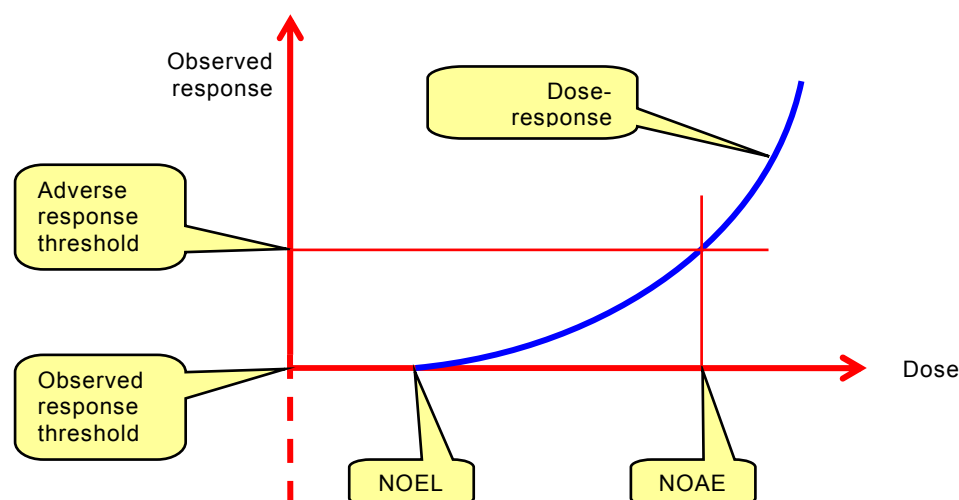 Observed
response
Dose-
response
Adverse
response
threshold
Observed
response
threshold
Dose
NOEL
NOAE